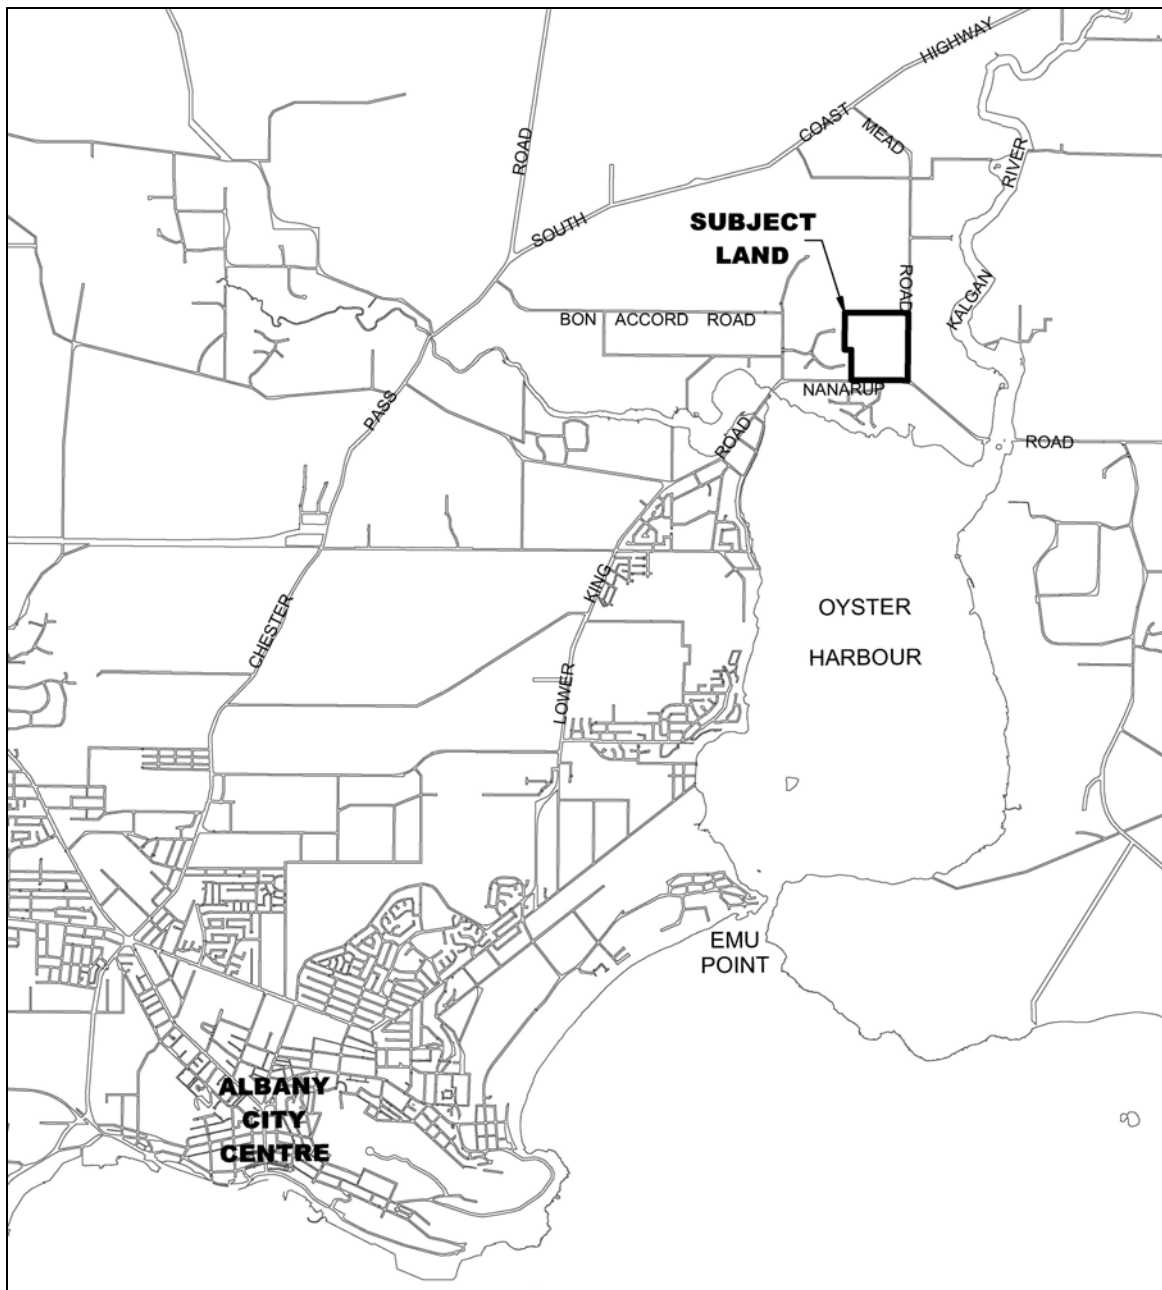 HIGHWAY
COAST
MEAD
ROAD
RIVER
SOUTH
SUBJECT
LAND
ROAD
KALGAN
BON ACCORD ROAD
NANARUP
PASS
ROAD
ROAD
KING
OYSTER
HARBOUR
CHESTER
LOWER
EMU
POINT
ALBANY
CITY
CENTRE